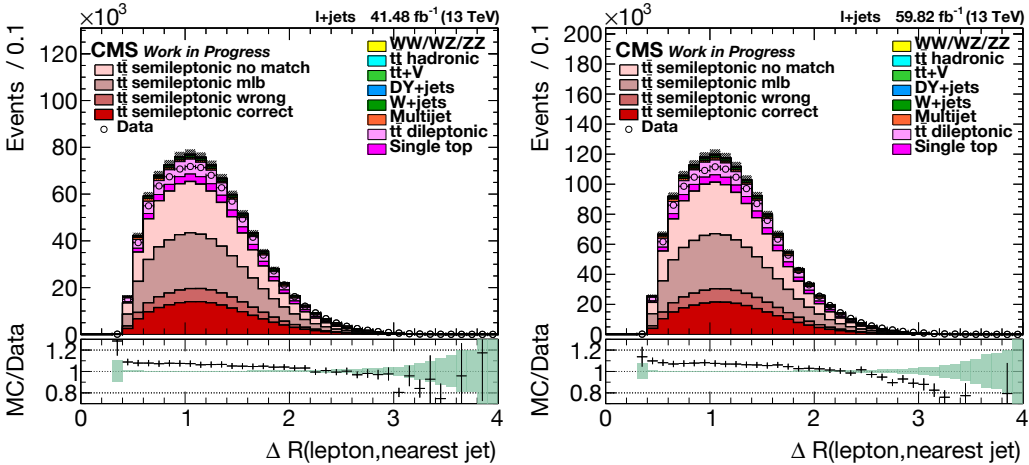 ×10³ l+jets 41.48 fb⁻¹ (13 TeV)
Events / 0.1
120
100
80
60
40
20
0
CMS Work in Progress
tt̄ semileptonic no match
tt̄ semileptonic mlb
tt̄ semileptonic wrong
tt̄ semileptonic correct
Data
WW/WZ/ZZ
tt̄ hadronic
tt̄+V
DY+jets
W+jets
Multijet
tt̄ dileptonic
Single top
MC/Data
1.2
1
0.8
0 1 2 3 4
Δ R(lepton,nearest jet)
×10³ l+jets 59.82 fb⁻¹ (13 TeV)
Events / 0.1
200
180
160
140
120
100
80
60
40
20
0
CMS Work in Progress
tt̄ semileptonic no match
tt̄ semileptonic mlb
tt̄ semileptonic wrong
tt̄ semileptonic correct
Data
WW/WZ/ZZ
tt̄ hadronic
tt̄+V
DY+jets
W+jets
Multijet
tt̄ dileptonic
Single top
MC/Data
1.2
1
0.8
0 1 2 3 4
Δ R(lepton,nearest jet)